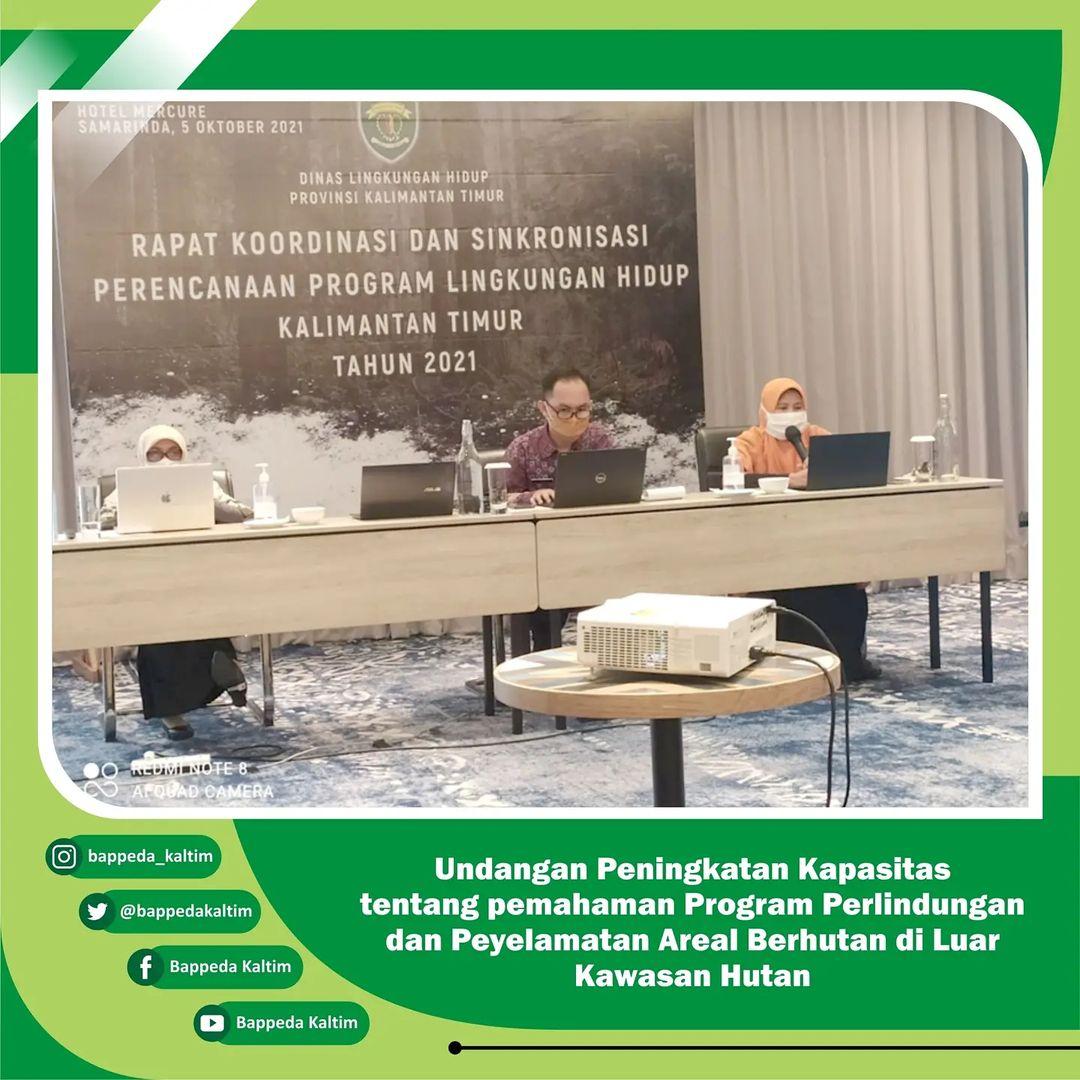 HOTEL MERCURE
SAMARINDA, 5 OKTOBER 2021
DINAS LINGKUNGAN HIDUP
PROVINSI KALIMANTAN TIMUR
RAPAT KOORDINASI DAN SINKRONISASI
PERENCANAAN PROGRAM LINGKUNGAN HIDUP
KALIMANTAN TIMUR
TAHUN 2021
ASUS
DELL
REDMI NOTE 8
AI QUAD CAMERA
bappeda_kaltim
@bappedakaltim
Bappeda Kaltim
Bappeda Kaltim
Undangan Peningkatan Kapasitas
tentang pemahaman Program Perlindungan
dan Peyelamatan Areal Berhutan di Luar
Kawasan Hutan